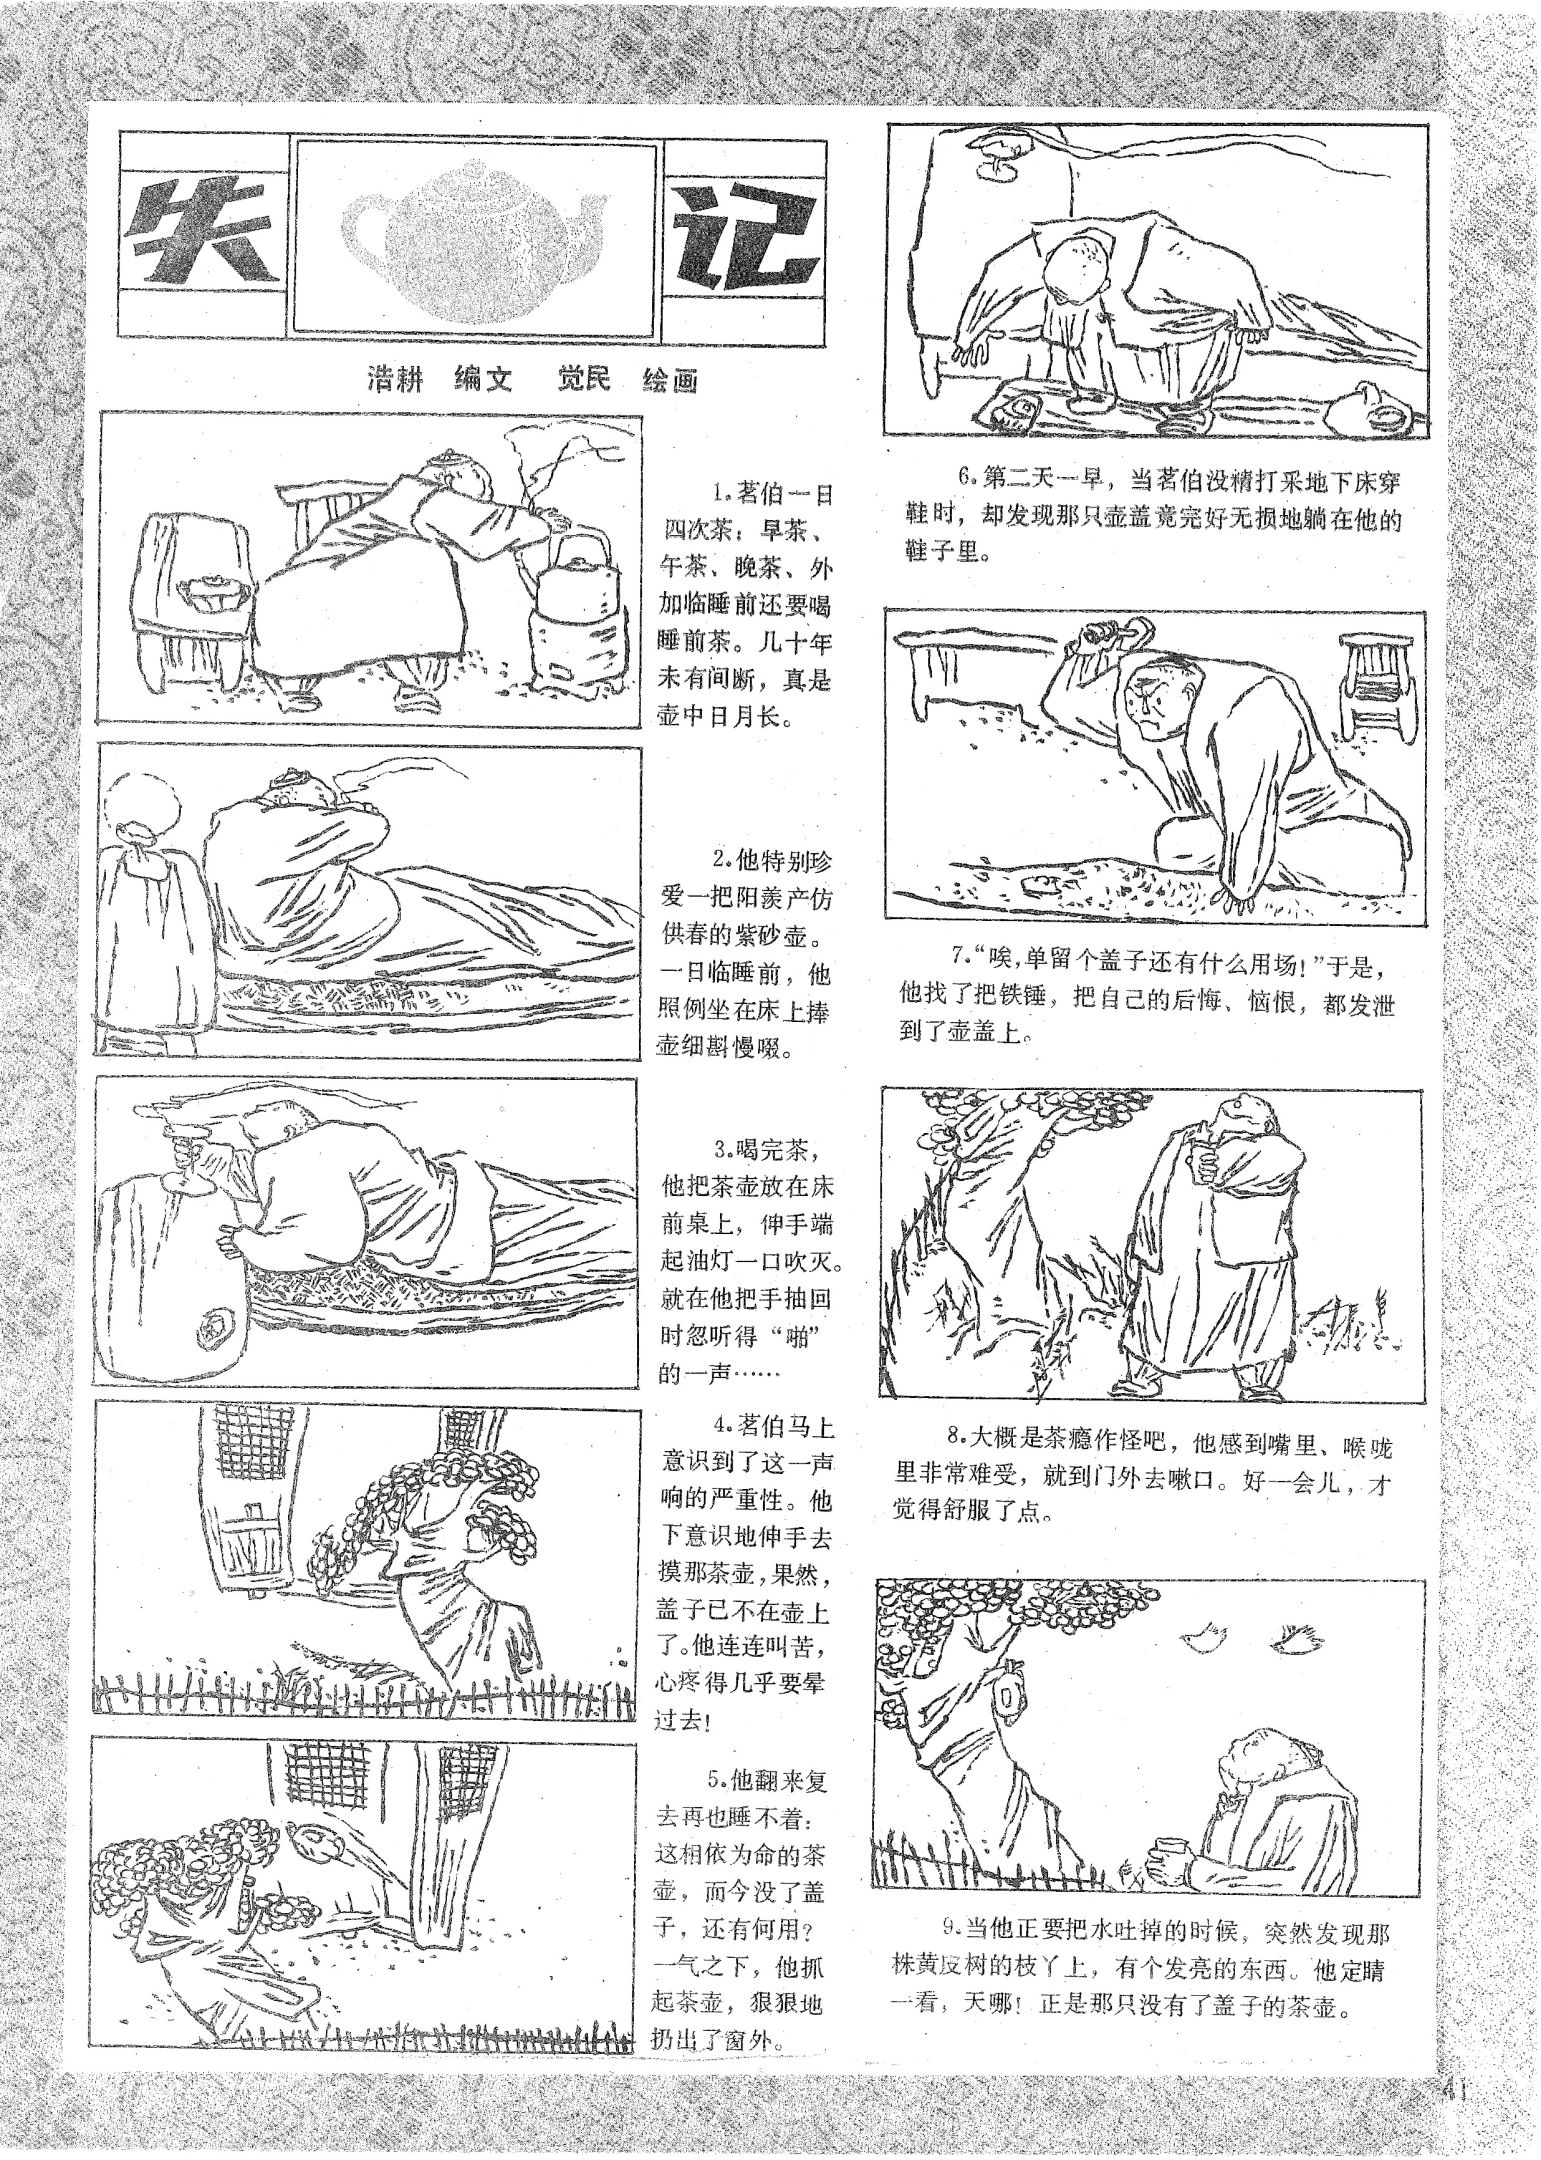 失 记
浩耕 编文 觉民 绘画
1.茗伯一日
四次茶：早茶、
午茶、晚茶、外
加临睡前还要喝
睡前茶。几十年
未有间断，真是
壶中日月长。
2.他特别珍
爱一把阳羡产仿
供春的紫砂壶。
一日临睡前，他
照例坐在床上捧
壶细斟慢啜。
3.喝完茶，
他把茶壶放在床
前桌上，伸手端
起油灯一口吹灭。
就在他把手抽回
时忽听得“啪”
的一声……
4.茗伯马上
意识到了这一声
响的严重性。他
下意识地伸手去
摸那茶壶，果然，
盖子已不在壶上
了。他连连叫苦，
心疼得几乎要晕
过去！
5.他翻来复
去再也睡不着：
这相依为命的茶
壶，而今没了盖
子，还有何用？
一气之下，他抓
起茶壶，狠狠地
扔出了窗外。
6.第二天一早，当茗伯没精打采地下床穿
鞋时，却发现那只壶盖竟完好无损地躺在他的
鞋子里。
7.“唉，单留个盖子还有什么用场！”于是，
他找了把铁锤，把自己的后悔、恼恨，都发泄
到了壶盖上。
8.大概是茶瘾作怪吧，他感到嘴里、喉咙
里非常难受，就到门外去嗽口。好一会儿，才
觉得舒服了点。
9.当他正要把水吐掉的时候，突然发现那
株黄皮树的枝丫上，有个发亮的东西。他定睛
一看，天哪！正是那只没有了盖子的茶壶。
41